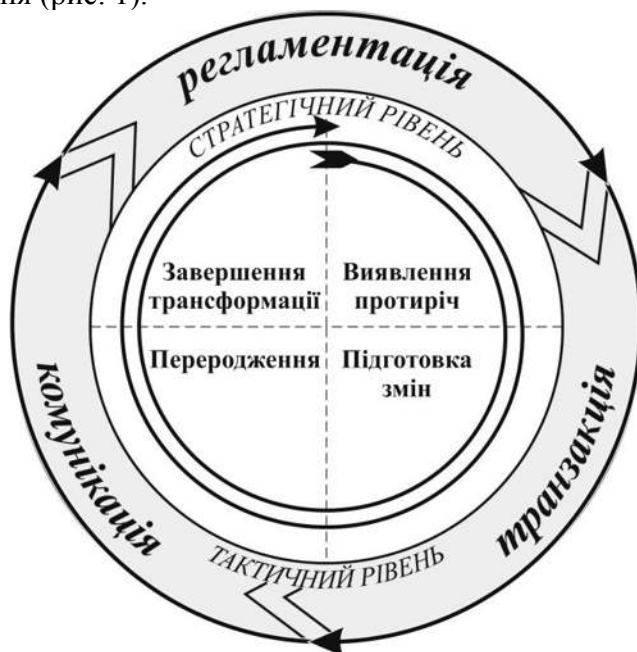 ня (рис. 1).
регламентація
СТРАТЕГІЧНИЙ РІВЕНЬ
Завершення
трансформації
Виявлення
протиріч
Переродження
Підготовка
змін
комунікація
транзакція
ТАКТИЧНИЙ РІВЕНЬ